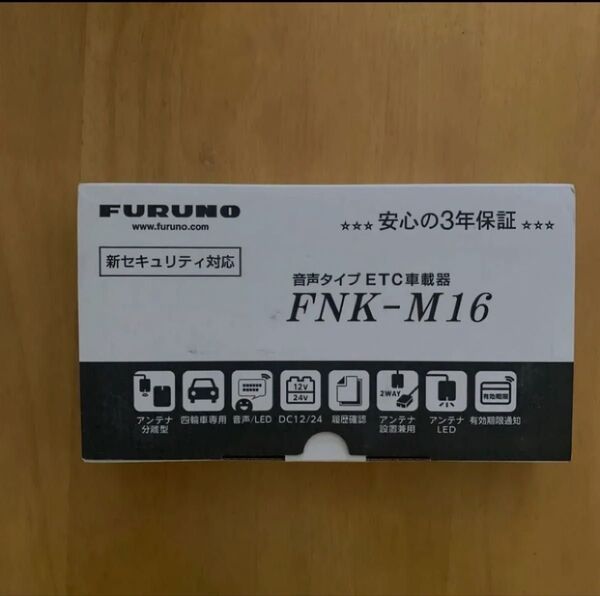 FURUNO
www.furuno.com
☆☆☆ 安心の3年保証 ☆☆☆
新セキュリティ対応
音声タイプ ETC車載器
FNK-M16
12V
24V
2WAY
有効期限
アンテナ
分離型
四輪車専用
音声/LED
DC12/24
履歴確認
アンテナ
設置兼用
アンテナ
LED
有効期限通知